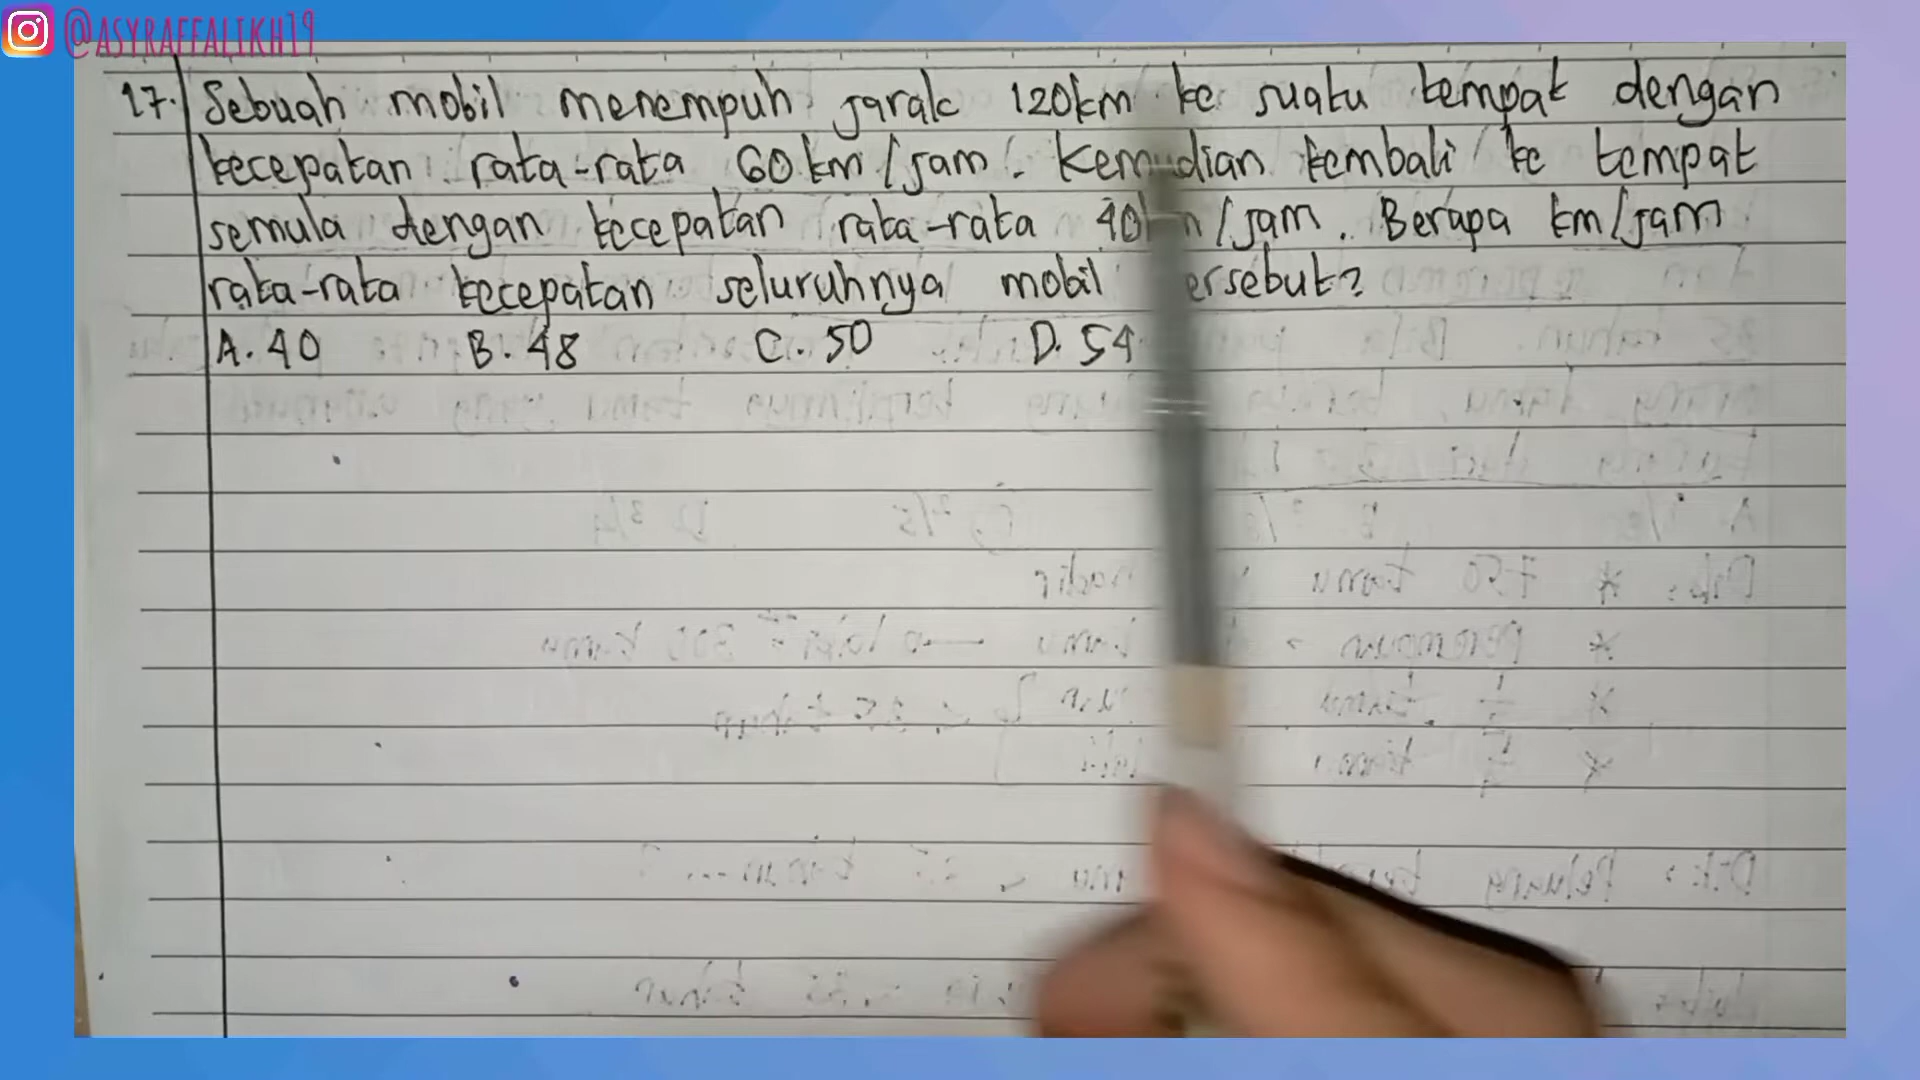 @ASYRAFFALIKH19
17. Sebuah mobil menempuh jarak 120km ke suatu tempat dengan
kecepatan rata-rata 60 km/jam. Kemudian kembali ke tempat
semula dengan kecepatan rata-rata 40km/jam. Berapa km/jam
rata-rata kecepatan seluruhnya mobil tersebut?
A. 40 B. 48 C. 50 D. 54